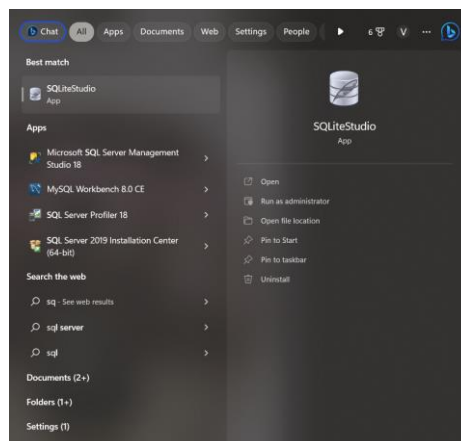 Chat All Apps Documents Web Settings People 6 V ...
Best match
SQLiteStudio
App
Apps
Microsoft SQL Server Management
Studio 18
MySQL Workbench 8.0 CE
SQL Server Profiler 18
SQL Server 2019 Installation Center
(64-bit)
Search the web
sq - See web results
sql server
sql
Documents (2+)
Folders (1+)
Settings (1)
SQLiteStudio
App
Open
Run as administrator
Open file location
Pin to Start
Pin to taskbar
Uninstall